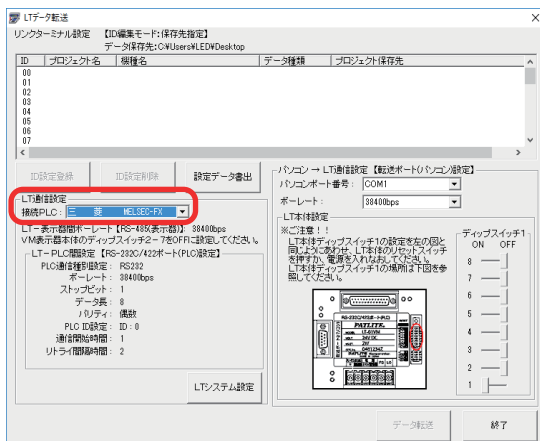 LTデータ転送
リンクターミナル設定 【ID編集モード:保存先指定】
データ保存先:C:¥Users¥LED¥Desktop
ID プロジェクト名 機種名 データ種類 プロジェクト保存先
00
01
02
03
04
05
06
07
ID設定登録 ID設定削除 設定データ書出
LT通信設定
接続PLC: 三 菱 MELSEC-FX
LT-表示器間ボーレート【RS-485(表示器)】: 38400bps
VM表示器本体のディップスイッチ2-7をOFFに設定してください。
LT-PLC間設定 【RS-232C/422ポート(PLC)設定】
PLC通信種別設定: RS232
ボーレート: 38400bps
ストップビット: 1
データ長: 8
パリティ: 偶数
PLC ID設定: ID:0
通信開始時間: 1
リトライ間隔時間: 2
LTシステム設定
パソコン → LT通信設定 【転送ポート(パソコン)設定】
パソコンポート番号: COM1
ボーレート: 38400bps
LT本体設定
※ご注意!!
LT本体ディップスイッチ1の設定を左の図と
同じようにあわせ、LT本体のリセットスイッチ
を押すか、電源を入れなおしてください。
LT本体ディップスイッチ1の場所は下図を参
照してください。
RS-232C/422ポート(PLC)
PATLITE
ディップスイッチ1
ON OFF
8
7
6
5
4
3
2
1
データ転送 終了